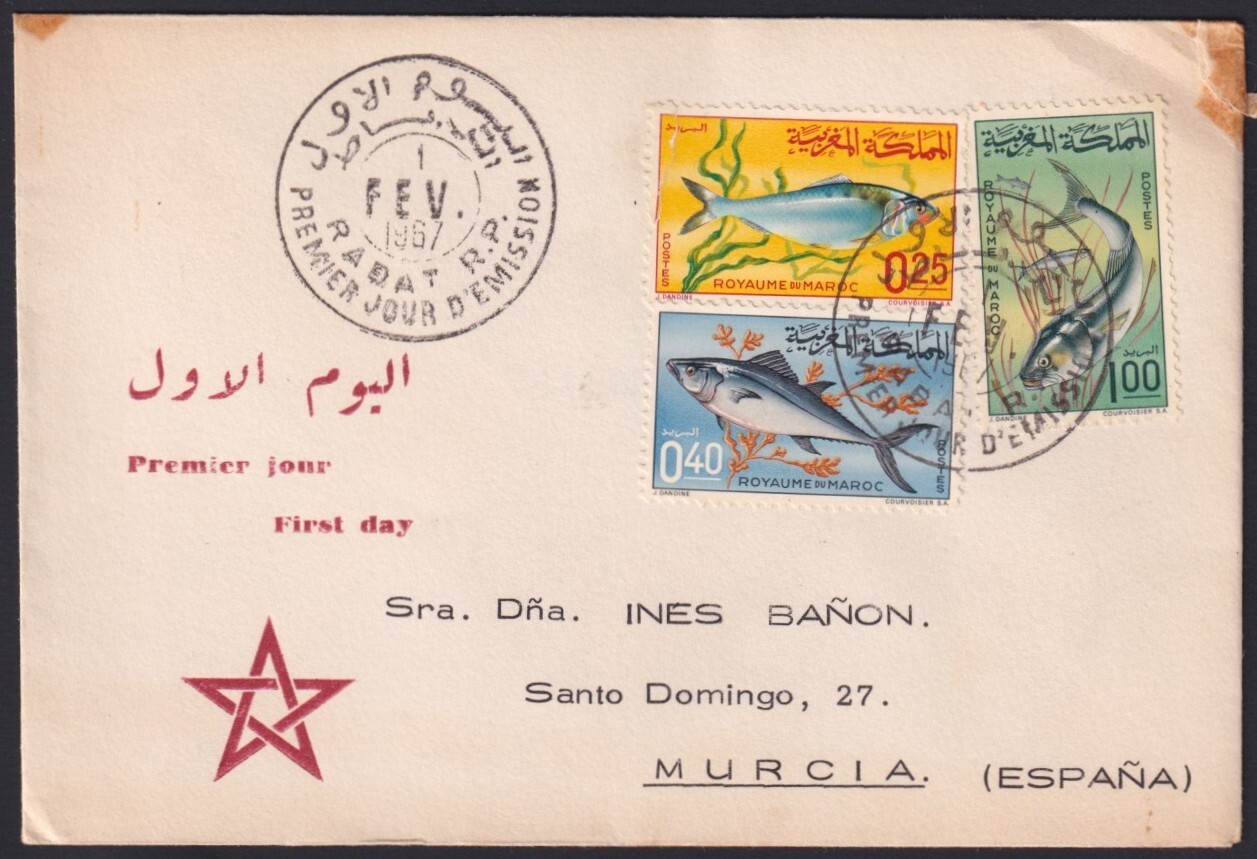 اليوم الاول
الرباط
1
FEV.
1967
RABAT R.P.
PREMIER JOUR D'EMISSION
البريد
المملكة المغربية
POSTES
0.25
ROYAUME DU MAROC
J. DANDINE
COURVOISIER S.A.
المملكة المغربية
POSTES
ROYAUME DU MAROC
البريد
1.00
J. DANDINE
COURVOISIER S.A.
المملكة المغربية
البريد
0.40
POSTES
ROYAUME DU MAROC
J. DANDINE
COURVOISIER S.A.
اليوم الاول
Premier jour
First day
Sra. Dña. INES BAÑON.
Santo Domingo, 27.
MURCIA. (ESPAÑA)